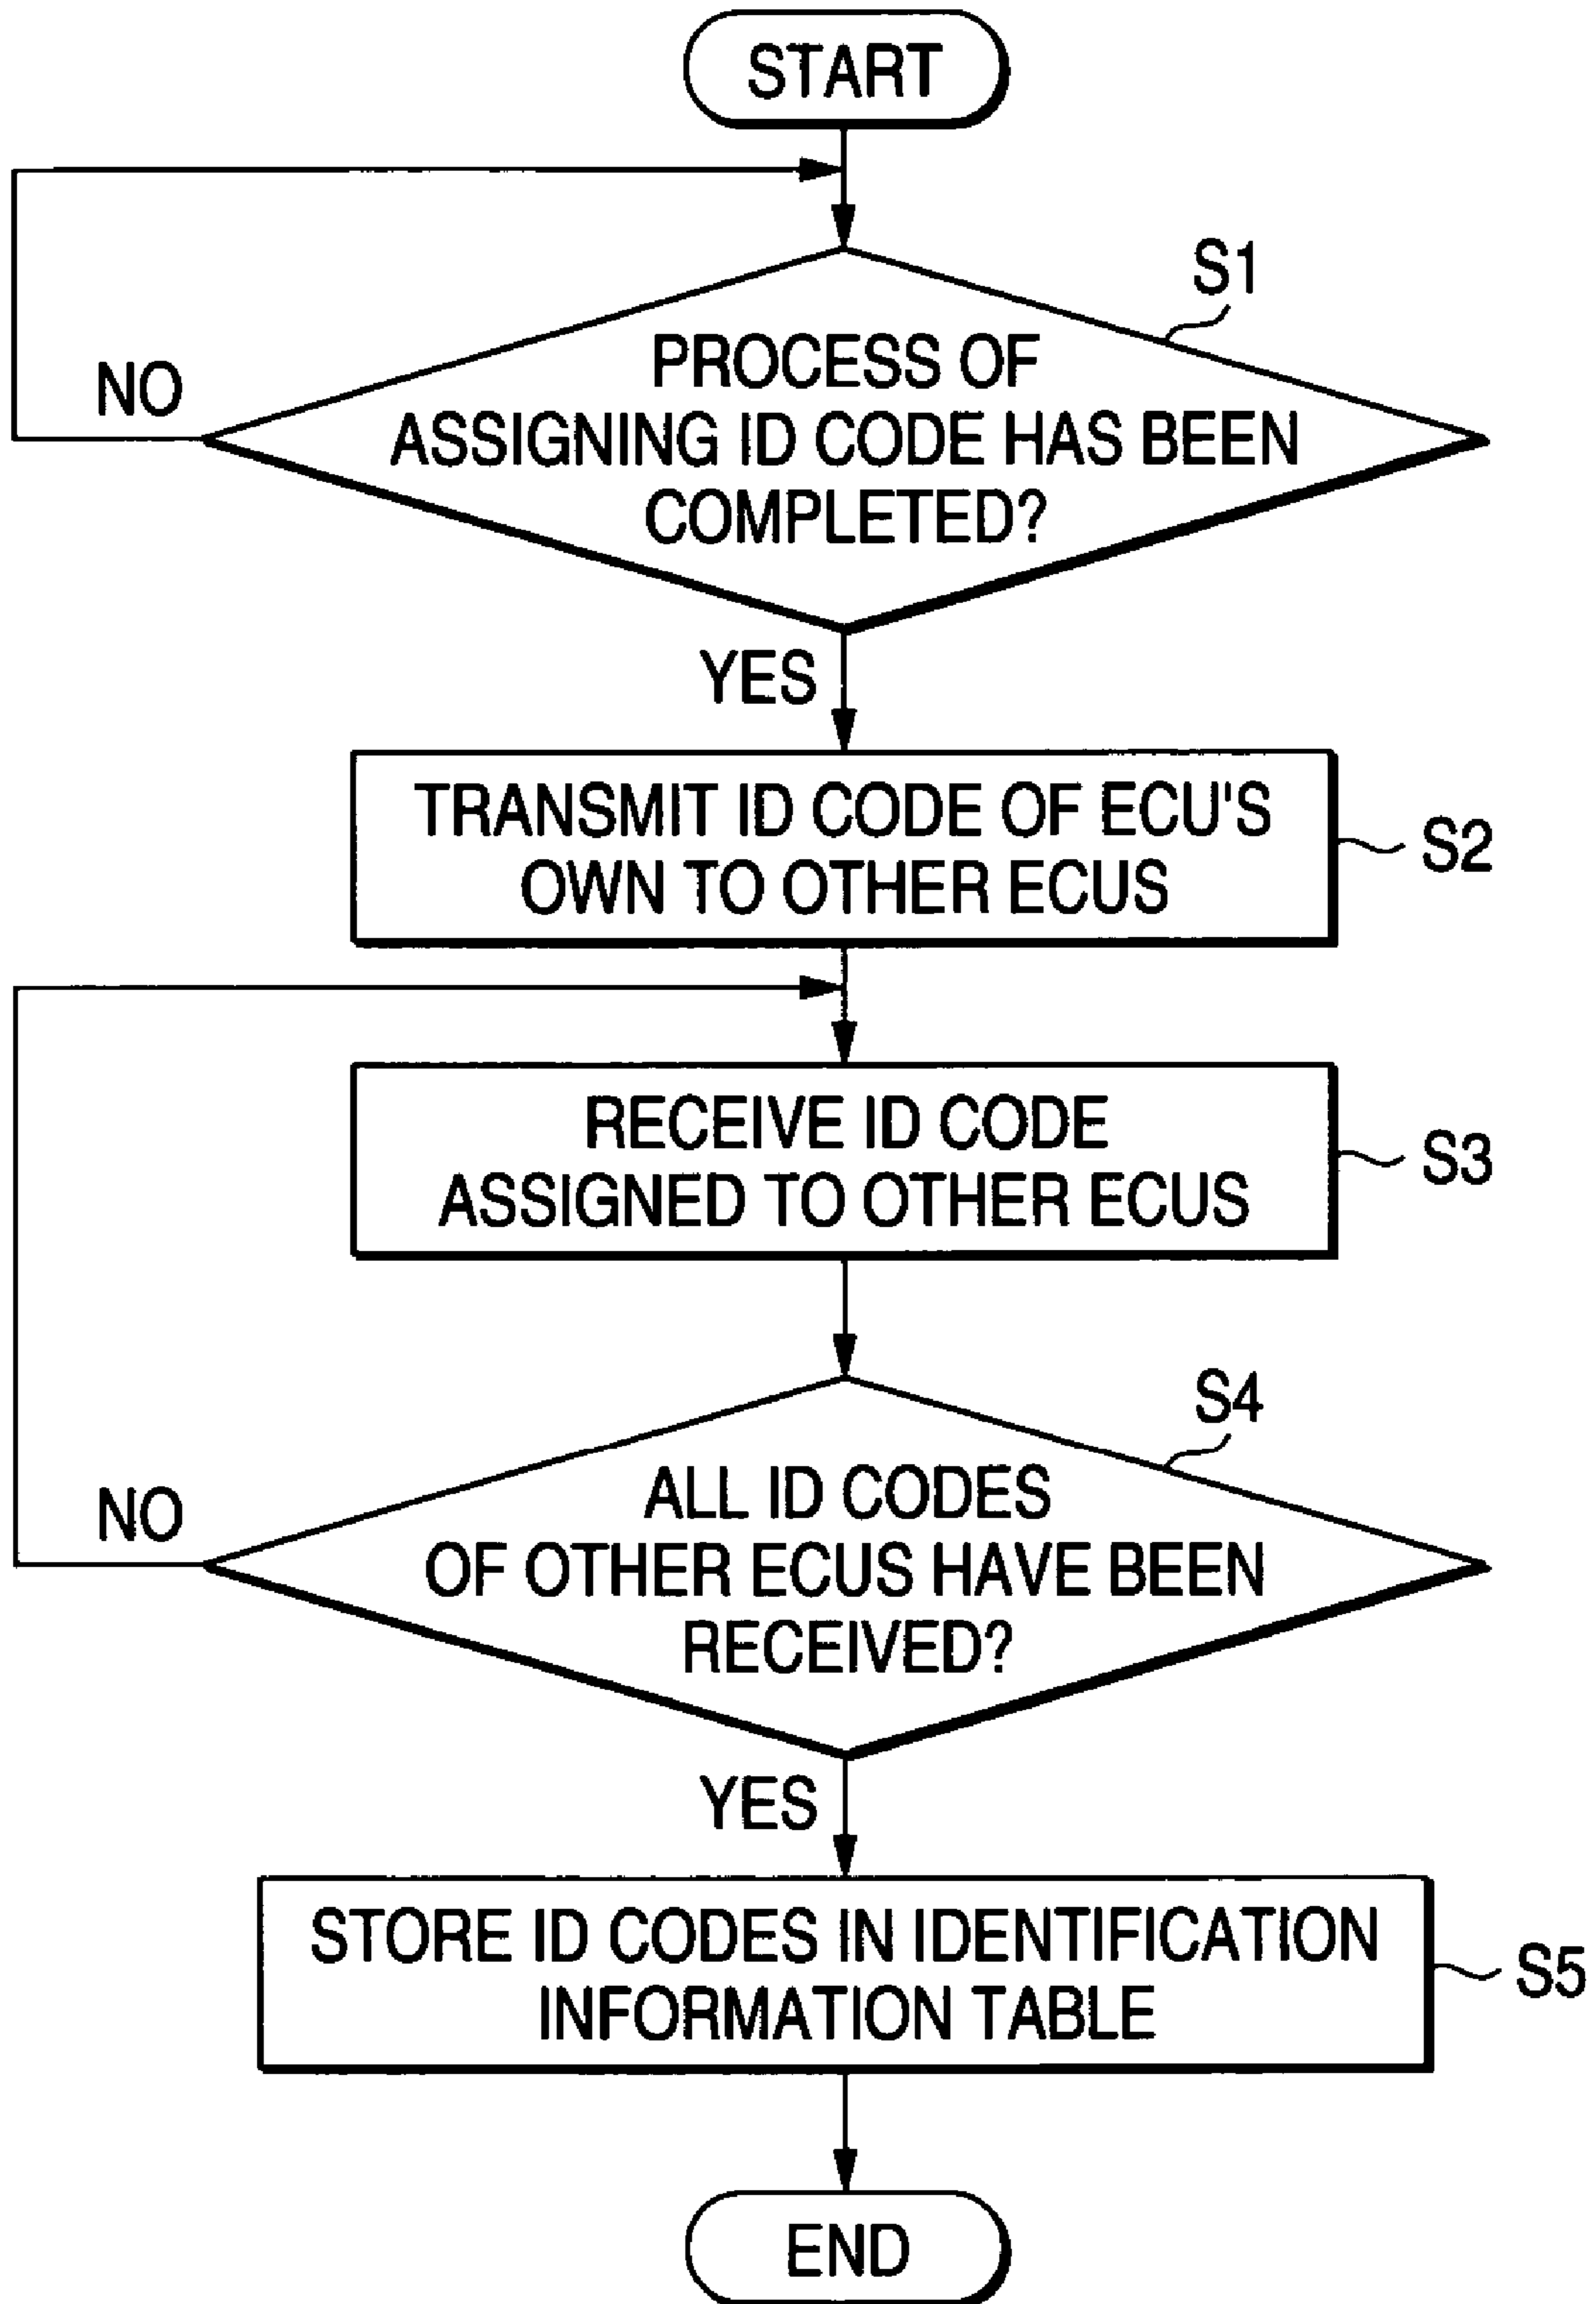 START
S1
PROCESS OF
ASSIGNING ID CODE HAS BEEN
COMPLETED?
NO
YES
TRANSMIT ID CODE OF ECU'S
OWN TO OTHER ECUS
S2
RECEIVE ID CODE
ASSIGNED TO OTHER ECUS
S3
S4
ALL ID CODES
OF OTHER ECUS HAVE BEEN
RECEIVED?
NO
YES
STORE ID CODES IN IDENTIFICATION
INFORMATION TABLE
S5
END